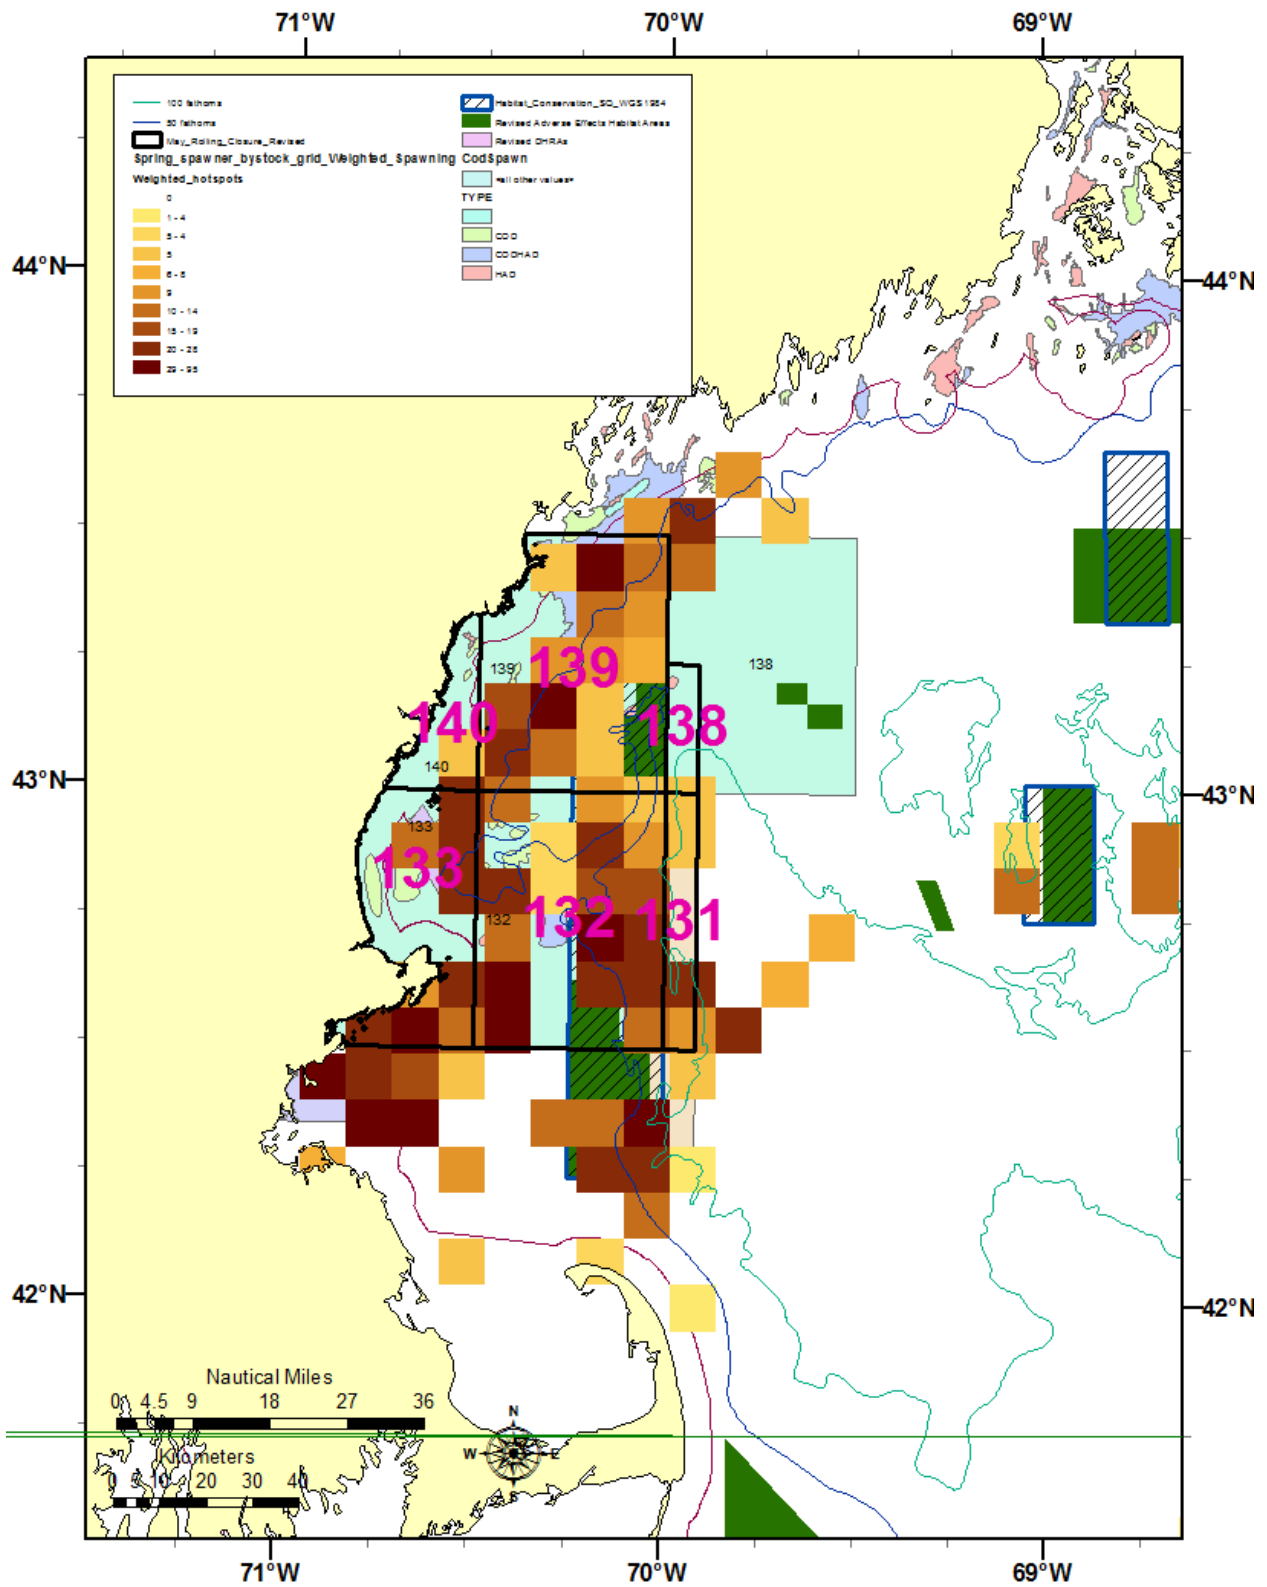 71°W 70°W 69°W
100 fathoms
50 fathoms
May_Rolling_Closure_Revised
Spring_spawner_bystock_grid_Weighted_Spawning
Weighted_hotspots
0
1 - 4
5
6 - 8
9
10 - 14
15 - 19
20 - 28
29 - 95
Habitat_Conservation_SO_WGS1984
Revised Adverse Effects Habitat Areas
Revised DHRAs
CodSpawn
<all other values>
TYPE
COD
CODHAD
HAD
44°N 44°N
139
139
138
140
138
140
43°N 43°N
133
133
132
132
131
42°N 42°N
Nautical Miles
0 4.5 9 18 27 36
Kilometers
0 5 10 20 30 40
N
W E
S
71°W 70°W 69°W